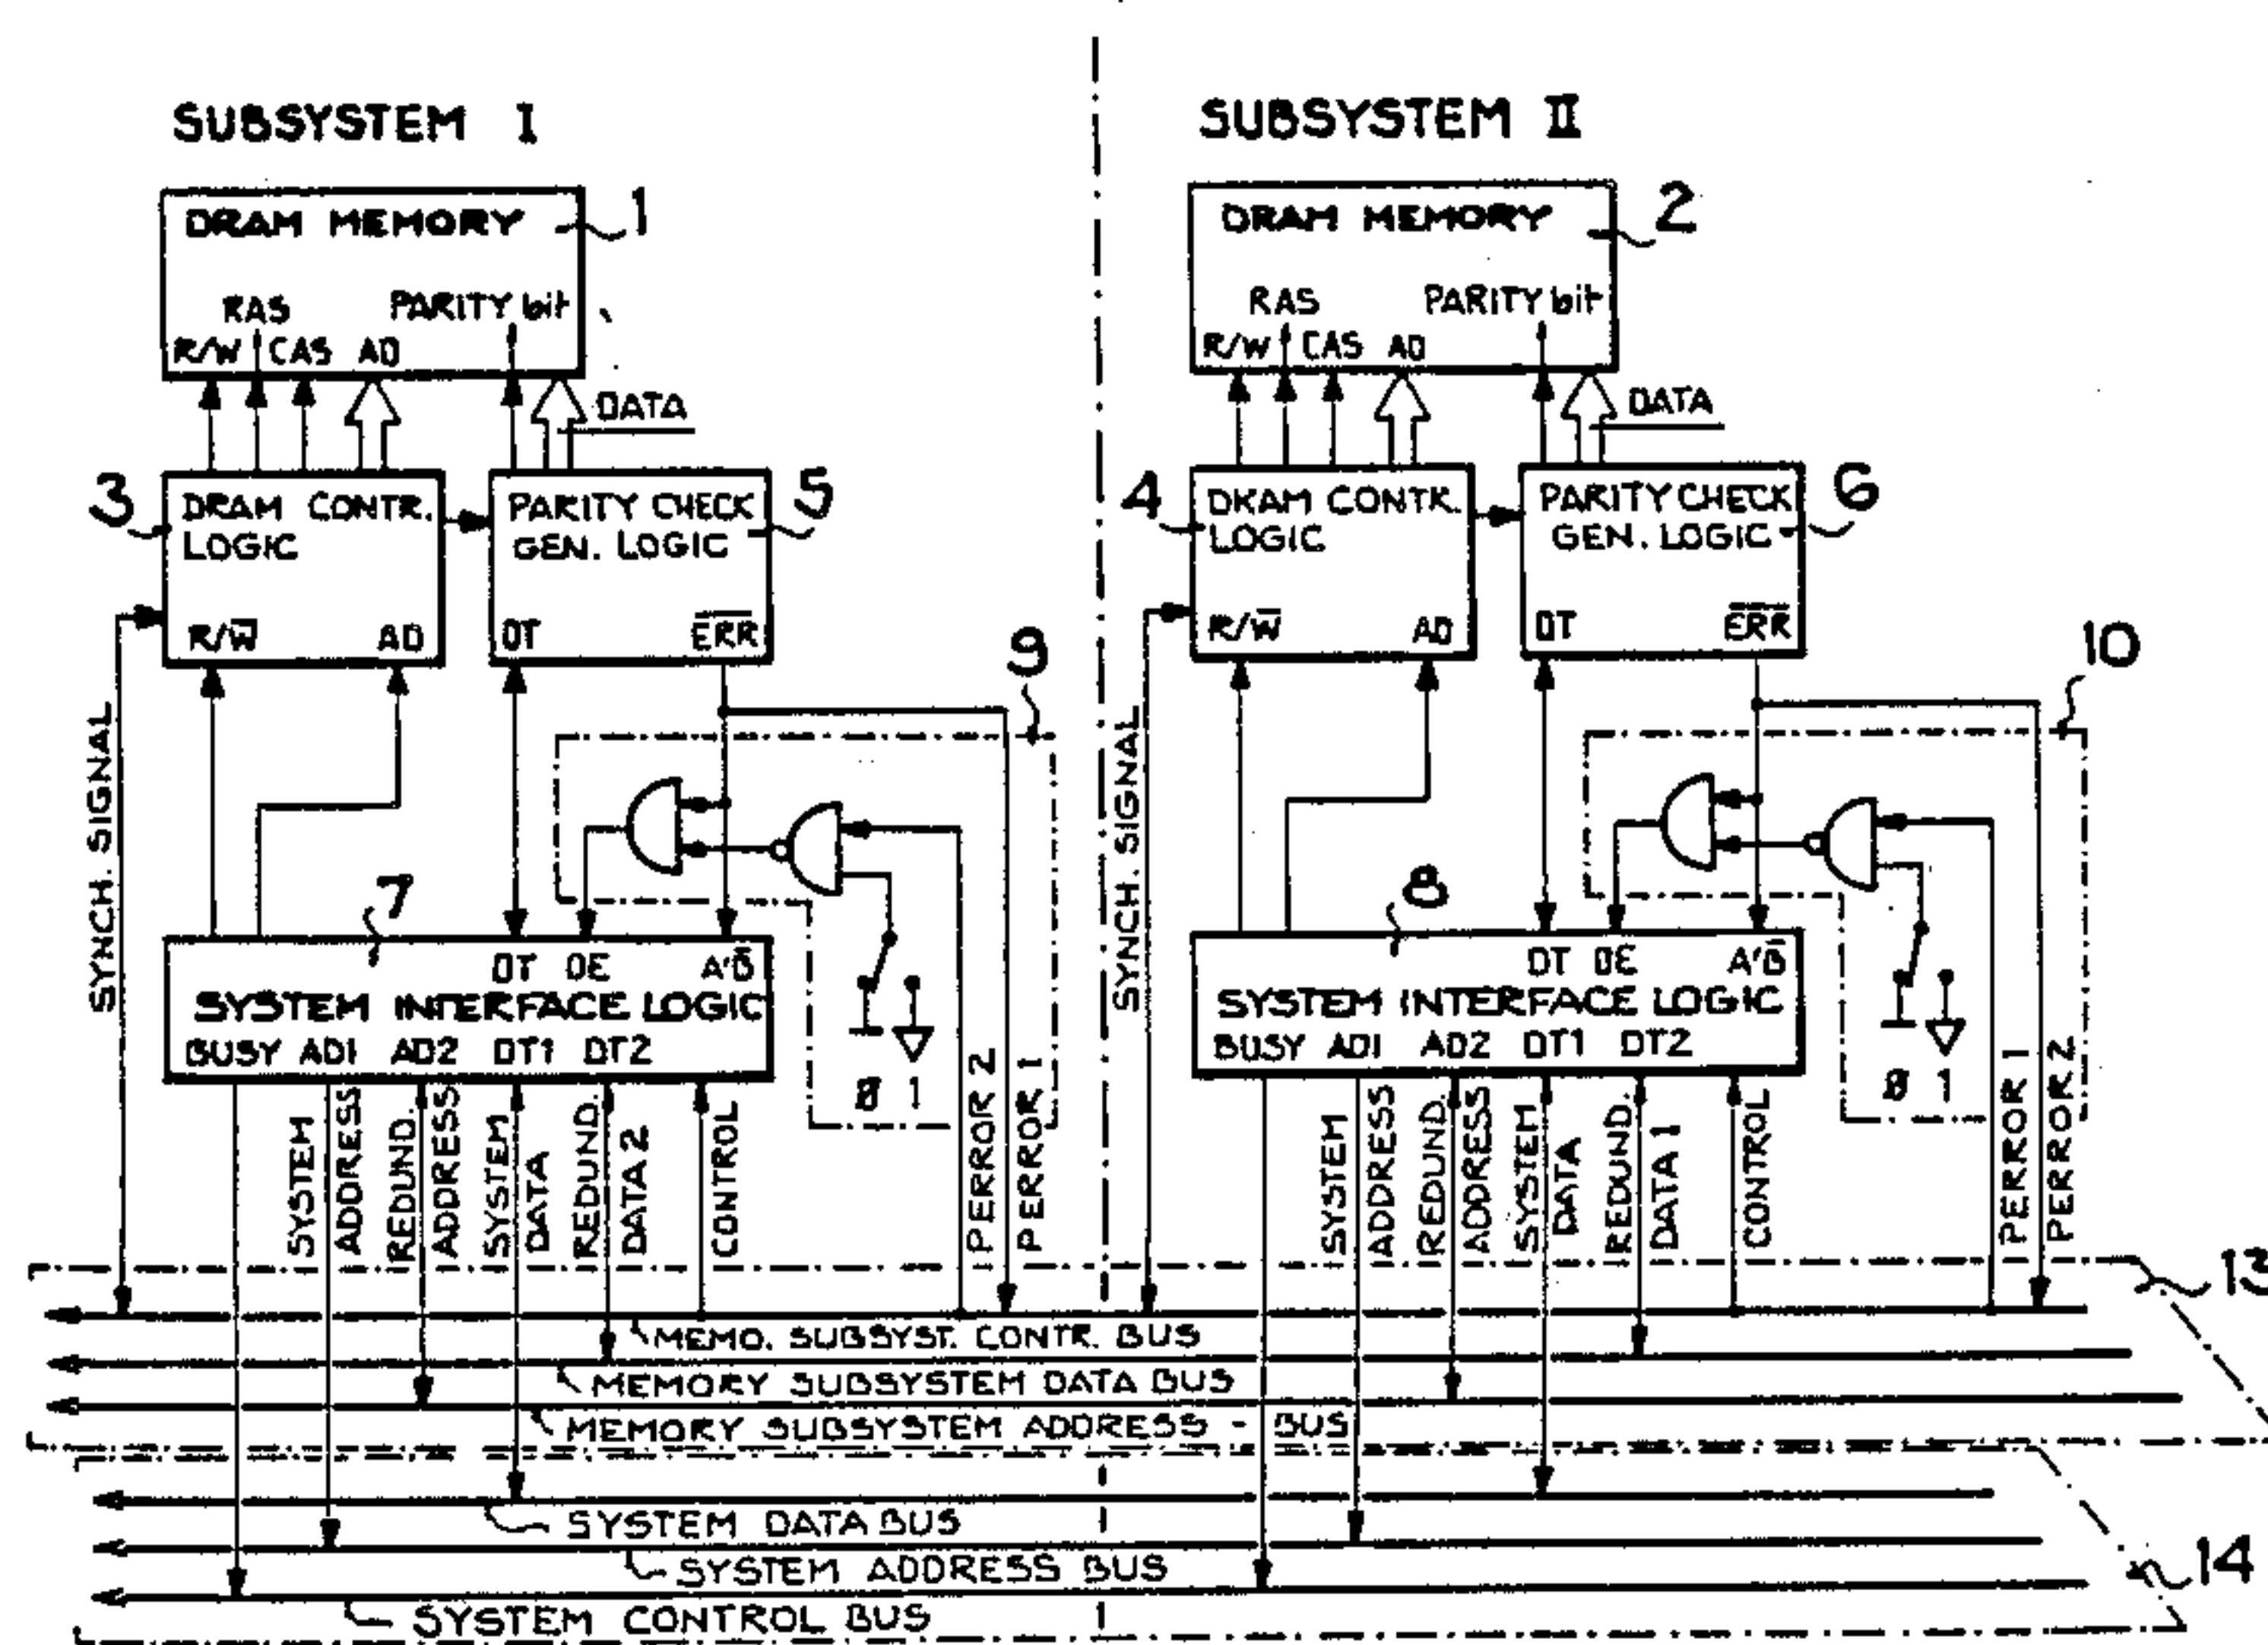 SUBSYSTEM I
DRAM MEMORY
1
RAS
PARITY bit
R/W
CAS
AD
DATA
3
DRAM CONTR.
LOGIC
R/W̅
AD
PARITY CHECK
GEN. LOGIC
5
DT
E̅R̅R̅
SYNCH. SIGNAL
9
7
DT
OE
A/B̅
SYSTEM INTERFACE LOGIC
BUSY
AD1
AD2
DT1
DT2
8 1
SYSTEM
ADDRESS
REDUND.
ADDRESS
SYSTEM
DATA
REDUND.
DATA 2
CONTROL
PERROR 2
PERROR 1
SUBSYSTEM II
DRAM MEMORY
2
RAS
PARITY bit
R/W
CAS
AD
DATA
4
DRAM CONTR.
LOGIC
R/W̅
AD
PARITY CHECK
GEN. LOGIC
6
DT
E̅R̅R̅
SYNCH. SIGNAL
10
8
DT
OE
A/B̅
SYSTEM INTERFACE LOGIC
BUSY
AD1
AD2
DT1
DT2
8 1
SYSTEM
ADDRESS
REDUND.
ADDRESS
SYSTEM
DATA
REDUND.
DATA 1
CONTROL
PERROR 1
PERROR 2
13
MEMO. SUBSYST. CONTR. BUS
MEMORY SUBSYSTEM DATA BUS
MEMORY SUBSYSTEM ADDRESS - BUS
SYSTEM DATA BUS
SYSTEM ADDRESS BUS
14
SYSTEM CONTROL BUS